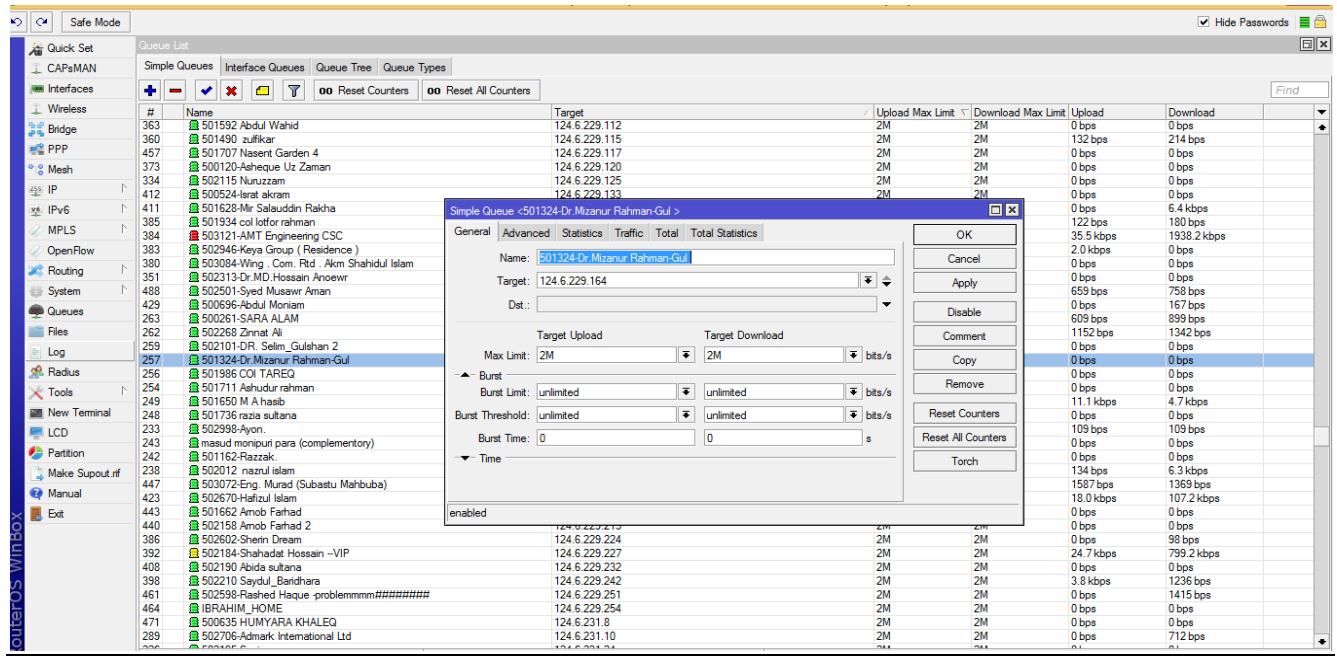 Safe Mode Hide Passwords
Quick Set
CAPsMAN
Interfaces
Wireless
Bridge
PPP
Mesh
IP
IPv6
MPLS
OpenFlow
Routing
System
Queues
Files
Log
Radius
Tools
New Terminal
LCD
Partition
Make Supout.rif
Manual
Exit
RouterOS WinBox
Queue List
Simple Queues Interface Queues Queue Tree Queue Types
00 Reset Counters 00 Reset All Counters Find
# Name Target Upload Max Limit Download Max Limit Upload Download
363 501592 Abdul Wahid 124.6.229.112 2M 2M 0 bps 0 bps
360 501490 zulfikar 124.6.229.115 2M 2M 132 bps 214 bps
457 501707 Nasent Garden 4 124.6.229.117 2M 2M 0 bps 0 bps
373 500120-Asheque Uz Zaman 124.6.229.120 2M 2M 0 bps 0 bps
334 502115 Nuruzzam 124.6.229.125 2M 2M 0 bps 0 bps
412 500524-Israt akram 124.6.229.133 2M 2M 0 bps 0 bps
411 501628-Mir Salauddin Rakha 0 bps 6.4 kbps
385 501934 col lotfor rahman 122 bps 180 bps
384 503121-AMT Engineering CSC 35.5 kbps 1938.2 kbps
383 502946-Keya Group ( Residence ) 2.0 kbps 0 bps
380 503084-Wing . Com. Rtd . Akm Shahidul Islam 0 bps 0 bps
351 502313-Dr.MD.Hossain Anoewr 0 bps 0 bps
488 502501-Syed Musawr Aman 659 bps 758 bps
429 500696-Abdul Moniam 0 bps 167 bps
263 500261-SARA ALAM 609 bps 899 bps
262 502268 Zinnat Ali 1152 bps 1342 bps
259 502101-DR. Selim_Gulshan 2 0 bps 0 bps
257 501324-Dr.Mizanur Rahman-Gul 0 bps 0 bps
256 501986 COl TAREQ 0 bps 0 bps
254 501711 Ashudur rahman 0 bps 0 bps
249 501650 M A hasib 11.1 kbps 4.7 kbps
248 501736 razia sultana 0 bps 0 bps
233 502998-Ayon. 109 bps 109 bps
243 masud monipuri para (complementory) 0 bps 0 bps
242 501162-Razzak. 0 bps 0 bps
238 502012 nazrul islam 134 bps 6.3 kbps
447 503072-Eng. Murad (Subastu Mahbuba) 1587 bps 1369 bps
423 502670-Hafizul Islam 18.0 kbps 107.2 kbps
443 501662 Arnob Farhad 0 bps 0 bps
440 502158 Arnob Farhad 2 0 bps 0 bps
386 502602-Sherin Dream 124.6.229.224 2M 2M 0 bps 98 bps
392 502184-Shahadat Hossain --VIP 124.6.229.227 2M 2M 24.7 kbps 799.2 kbps
408 502190 Abida sultana 124.6.229.232 2M 2M 0 bps 0 bps
398 502210 Saydul_Baridhara 124.6.229.242 2M 2M 3.8 kbps 1236 bps
461 502598-Rashed Haque -problemmmm######## 124.6.229.251 2M 2M 0 bps 1415 bps
464 IBRAHIM_HOME 124.6.229.254 2M 2M 0 bps 0 bps
471 500635 HUMYARA KHALEQ 124.6.231.8 2M 2M 0 bps 0 bps
289 502706-Admark International Ltd 124.6.231.10 2M 2M 0 bps 712 bps
Simple Queue <501324-Dr.Mizanur Rahman-Gul >
General Advanced Statistics Traffic Total Total Statistics
Name: 501324-Dr.Mizanur Rahman-Gul
Target: 124.6.229.164
Dst.:
Target Upload Target Download
Max Limit: 2M 2M bits/s
Burst
Burst Limit: unlimited unlimited bits/s
Burst Threshold: unlimited unlimited bits/s
Burst Time: 0 0 s
Time
enabled
OK
Cancel
Apply
Disable
Comment
Copy
Remove
Reset Counters
Reset All Counters
Torch